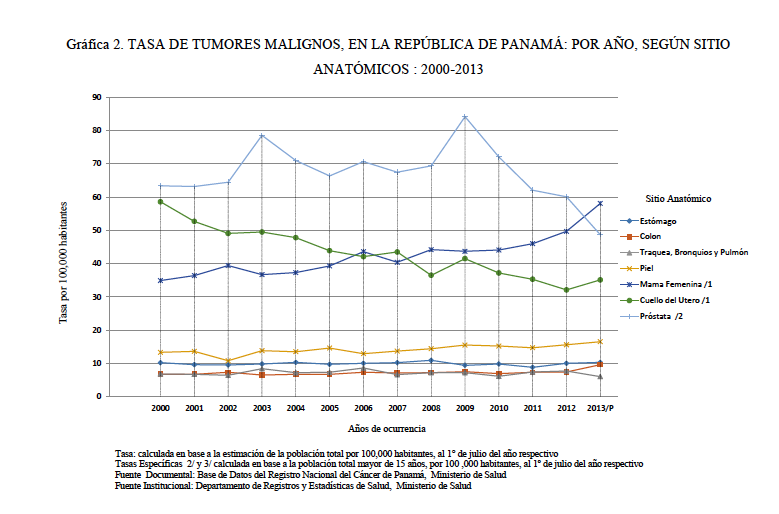 Gráfica 2. TASA DE TUMORES MALIGNOS, EN LA REPÚBLICA DE PANAMÁ: POR AÑO, SEGÚN SITIO
ANATÓMICOS : 2000-2013
90
80
70
60
50
40
30
20
10
0
Tasa por 100,000 habitantes
2000 2001 2002 2003 2004 2005 2006 2007 2008 2009 2010 2011 2012 2013/P
Años de ocurrencia
Sitio Anatómico
Estómago
Colon
Traquea, Bronquios y Pulmón
Piel
Mama Femenina /1
Cuello del Utero /1
Próstata /2
Tasa: calculada en base a la estimación de la población total por 100,000 habitantes, al 1º de julio del año respectivo
Tasas Específicas 2/ y 3/ calculada en base a la población total mayor de 15 años, por 100 ,000 habitantes, al 1º de julio del año respectivo
Fuente Documental: Base de Datos del Registro Nacional del Cáncer de Panamá, Ministerio de Salud
Fuente Institucional: Departamento de Registros y Estadísticas de Salud, Ministerio de Salud